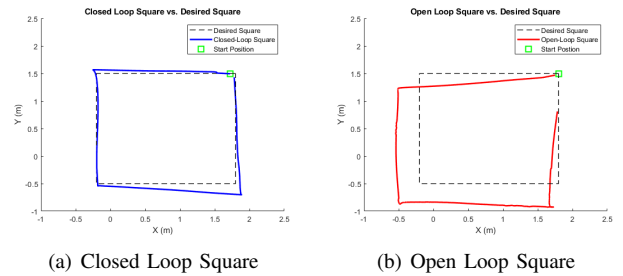 Closed Loop Square vs. Desired Square
2.5
2
1.5
1
0.5
0
-0.5
-1
Y (m)
-1
-0.5
0
0.5
1
1.5
2
2.5
X (m)
Desired Square
Closed-Loop Square
Start Position
(a) Closed Loop Square
Open Loop Square vs. Desired Square
2.5
2
1.5
1
0.5
0
-0.5
-1
Y (m)
-1
-0.5
0
0.5
1
1.5
2
2.5
X (m)
Desired Square
Open-Loop Square
Start Position
(b) Open Loop Square